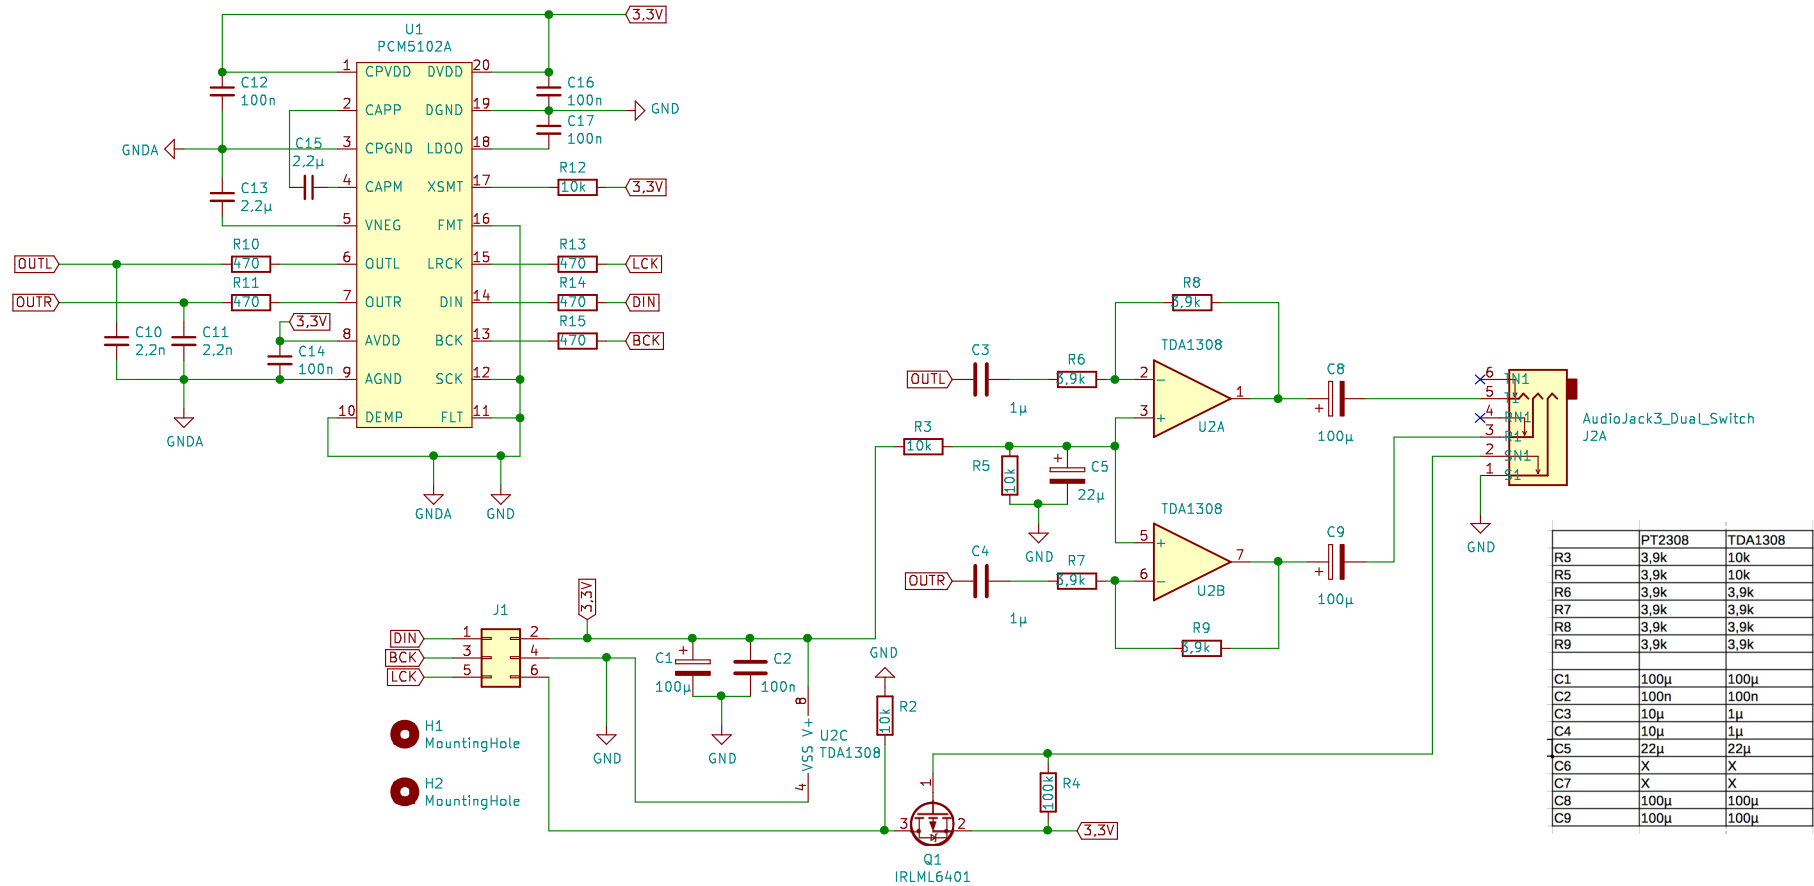 3,3V
U1
PCM5102A
1 CPVDD DVDD 20
C12
100n
C16
100n
2 CAPP DGND 19
GND
C17
100n
GNDA
C15
2,2µ
3 CPGND LDOO 18
R12
10k
3,3V
4 CAPM XSMT 17
C13
2,2µ
5 VNEG FMT 16
R10
470
OUTL
6 OUTL LRCK 15
R13
470
LCK
R11
470
OUTR
7 OUTR DIN 14
R14
470
DIN
3,3V
C10
2,2n
C11
2,2n
8 AVDD BCK 13
R15
470
BCK
C14
100n
9 AGND SCK 12
10 DEMP FLT 11
GNDA
GNDA
GND
R8
3,9k
TDA1308
C3
1µ
OUTL
R6
3,9k
2 −
3 +
1
U2A
C8
+
100µ
6 TN1
5 T1
4 RN1
3 R1
2 SN1
1 S1
AudioJack3_Dual_Switch
J2A
GND
R3
10k
R5
10k
+
C5
22µ
GND
TDA1308
5 +
6 −
7
U2B
C4
1µ
OUTR
R7
3,9k
C9
+
100µ
R9
3,9k
J1
3,3V
DIN 1 2
BCK 3 4
LCK 5 6
C1
+
100µ
C2
100n
GND
GND
8 V+
VSS 4
U2C
TDA1308
GND
R2
10k
H1
MountingHole
H2
MountingHole
1
3
2
Q1
IRLML6401
R4
100k
3,3V
PT2308 TDA1308
R3 3,9k 10k
R5 3,9k 10k
R6 3,9k 3,9k
R7 3,9k 3,9k
R8 3,9k 3,9k
R9 3,9k 3,9k
C1 100µ 100µ
C2 100n 100n
C3 10µ 1µ
C4 10µ 1µ
C5 22µ 22µ
C6 X X
C7 X X
C8 100µ 100µ
C9 100µ 100µ